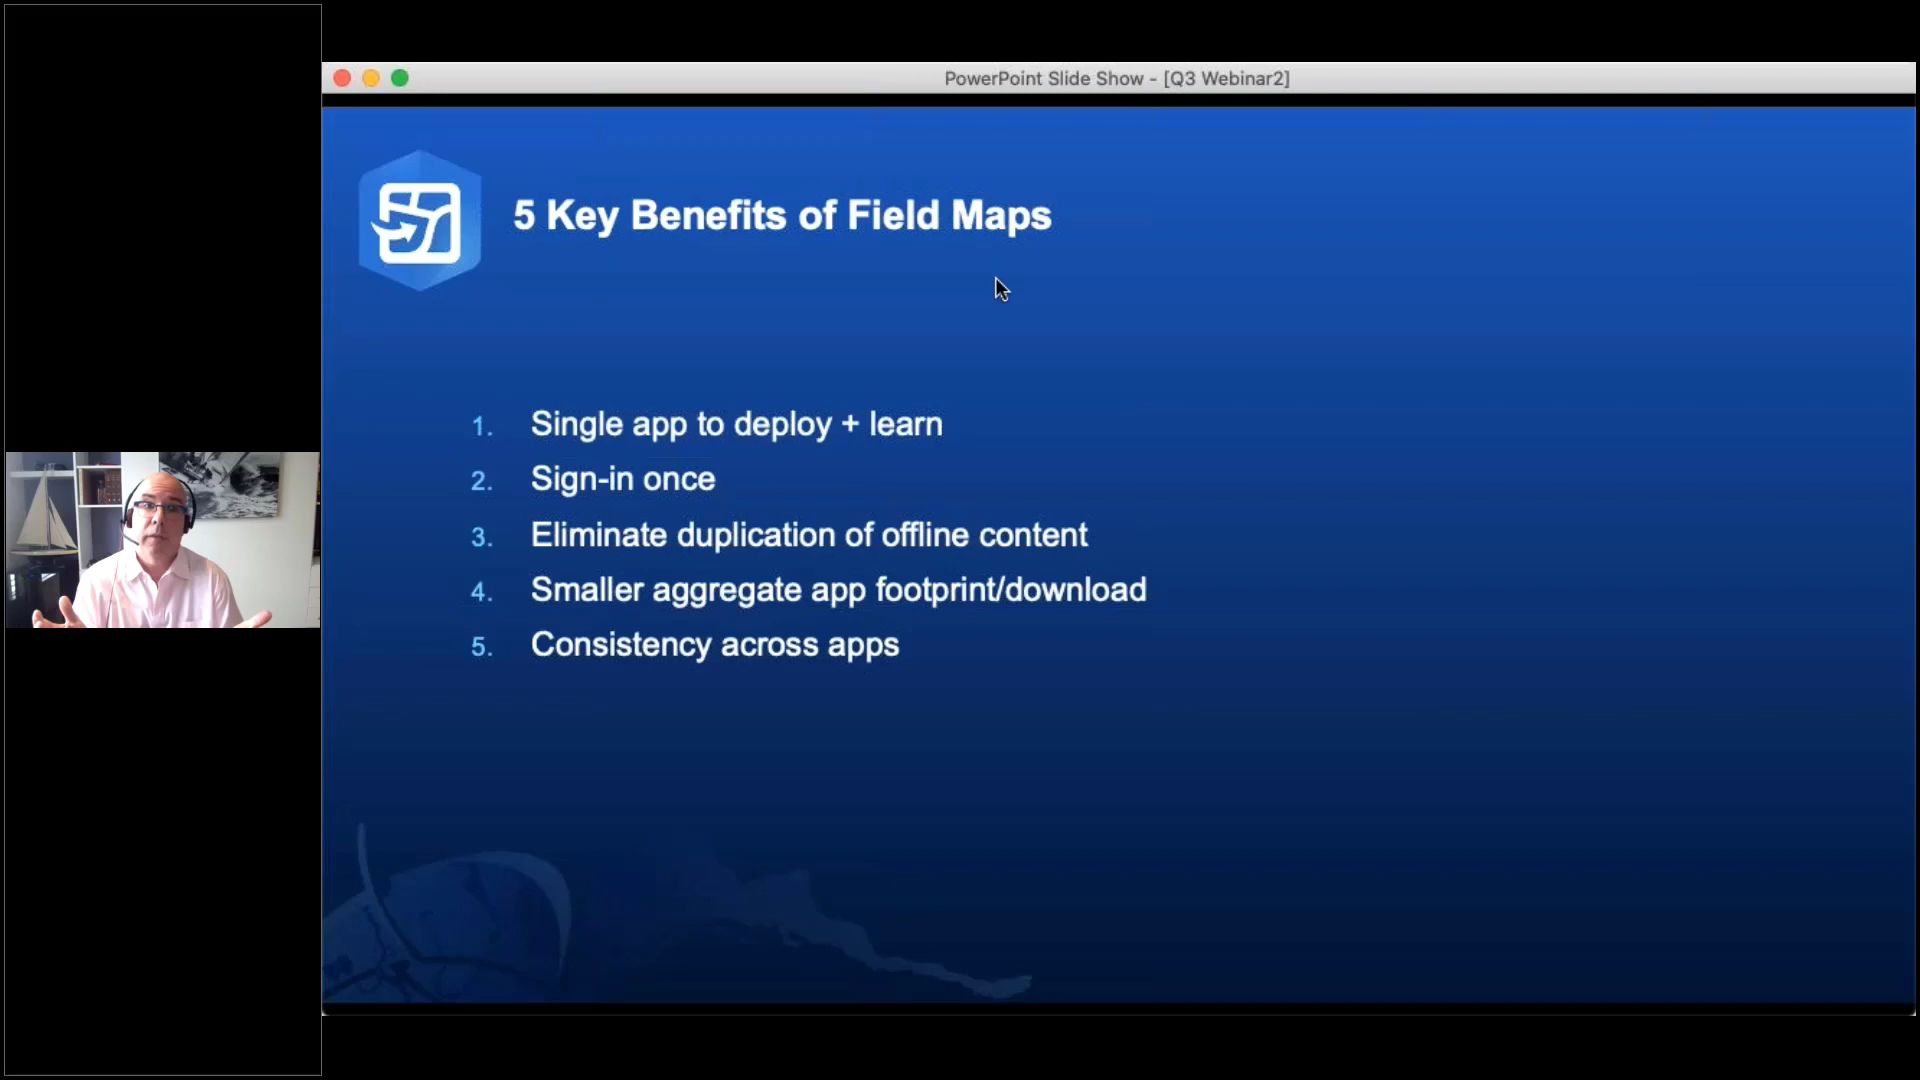 PowerPoint Slide Show - [Q3 Webinar2]
5 Key Benefits of Field Maps
1. Single app to deploy + learn
2. Sign-in once
3. Eliminate duplication of offline content
4. Smaller aggregate app footprint/download
5. Consistency across apps